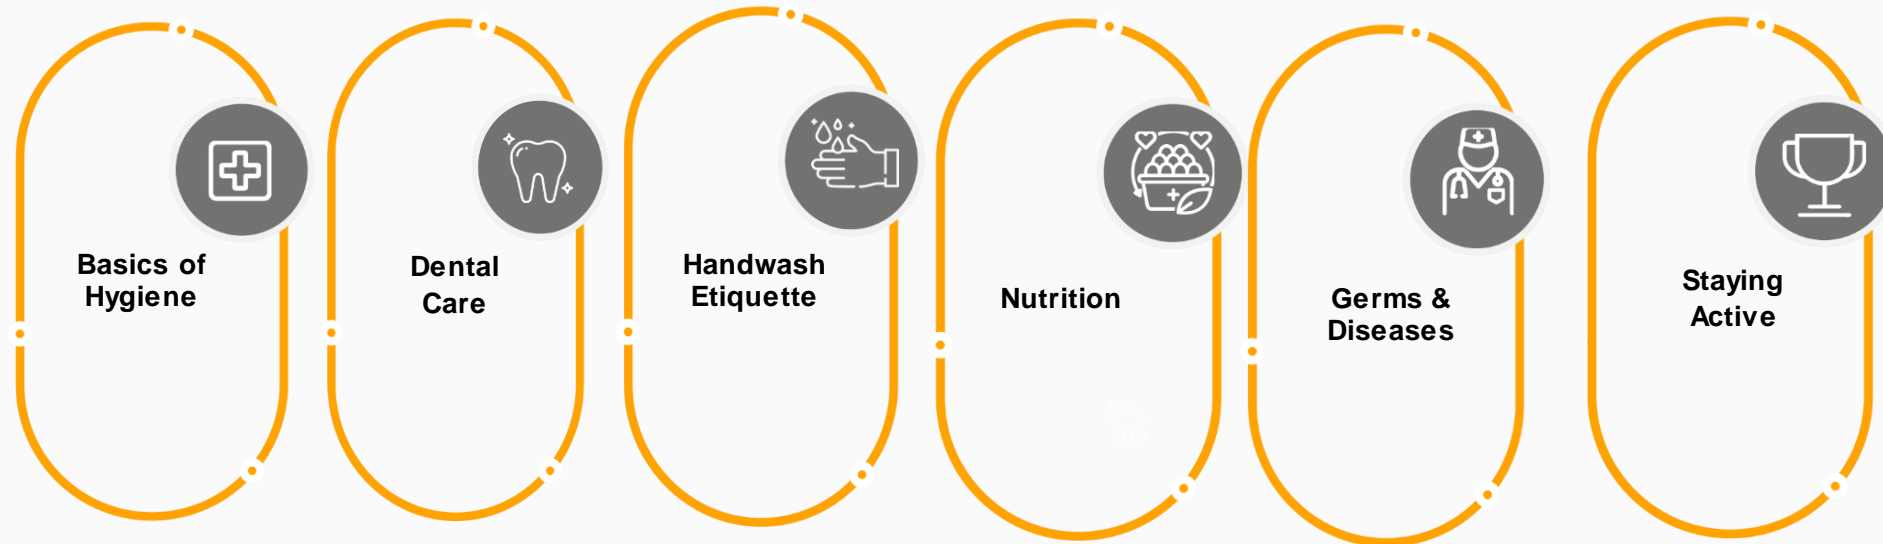 Basics of
Hygiene
Dental
Care
Handwash
Etiquette
Nutrition
Germs &
Diseases
Staying
Active